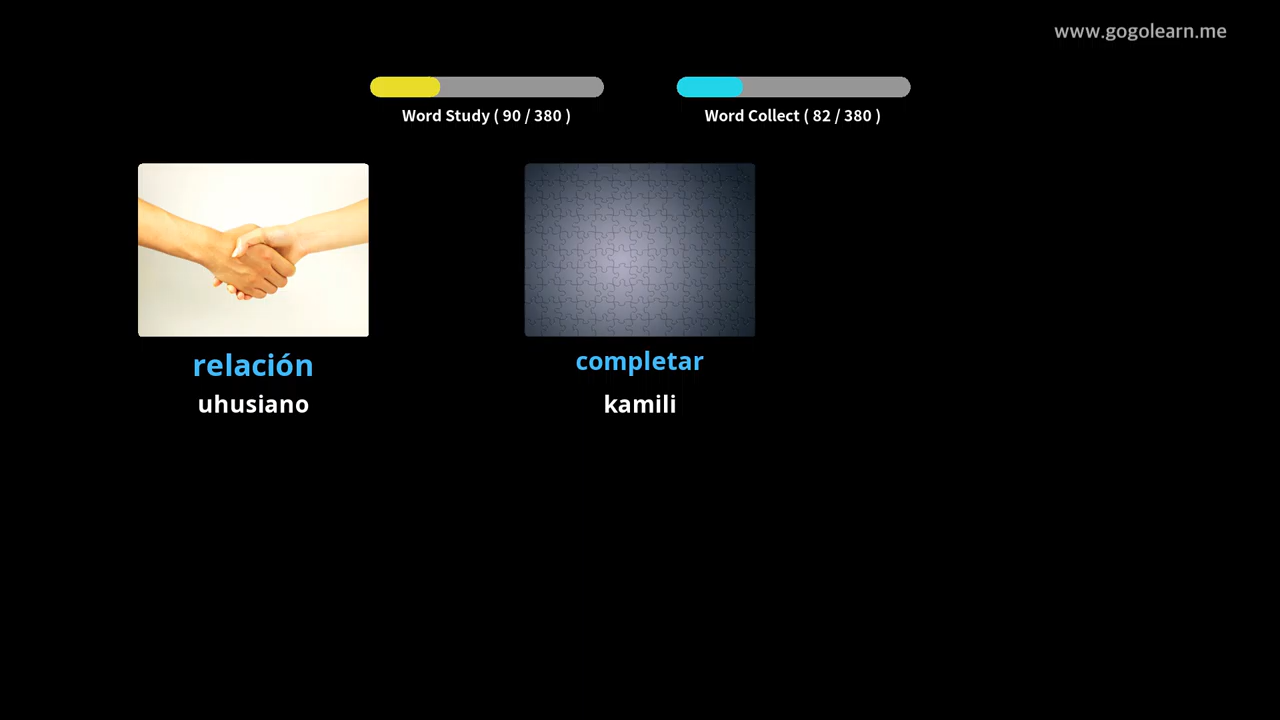 www.gogolearn.me
Word Study ( 90 / 380 )
Word Collect ( 82 / 380 )
relación
uhusiano
completar
kamili